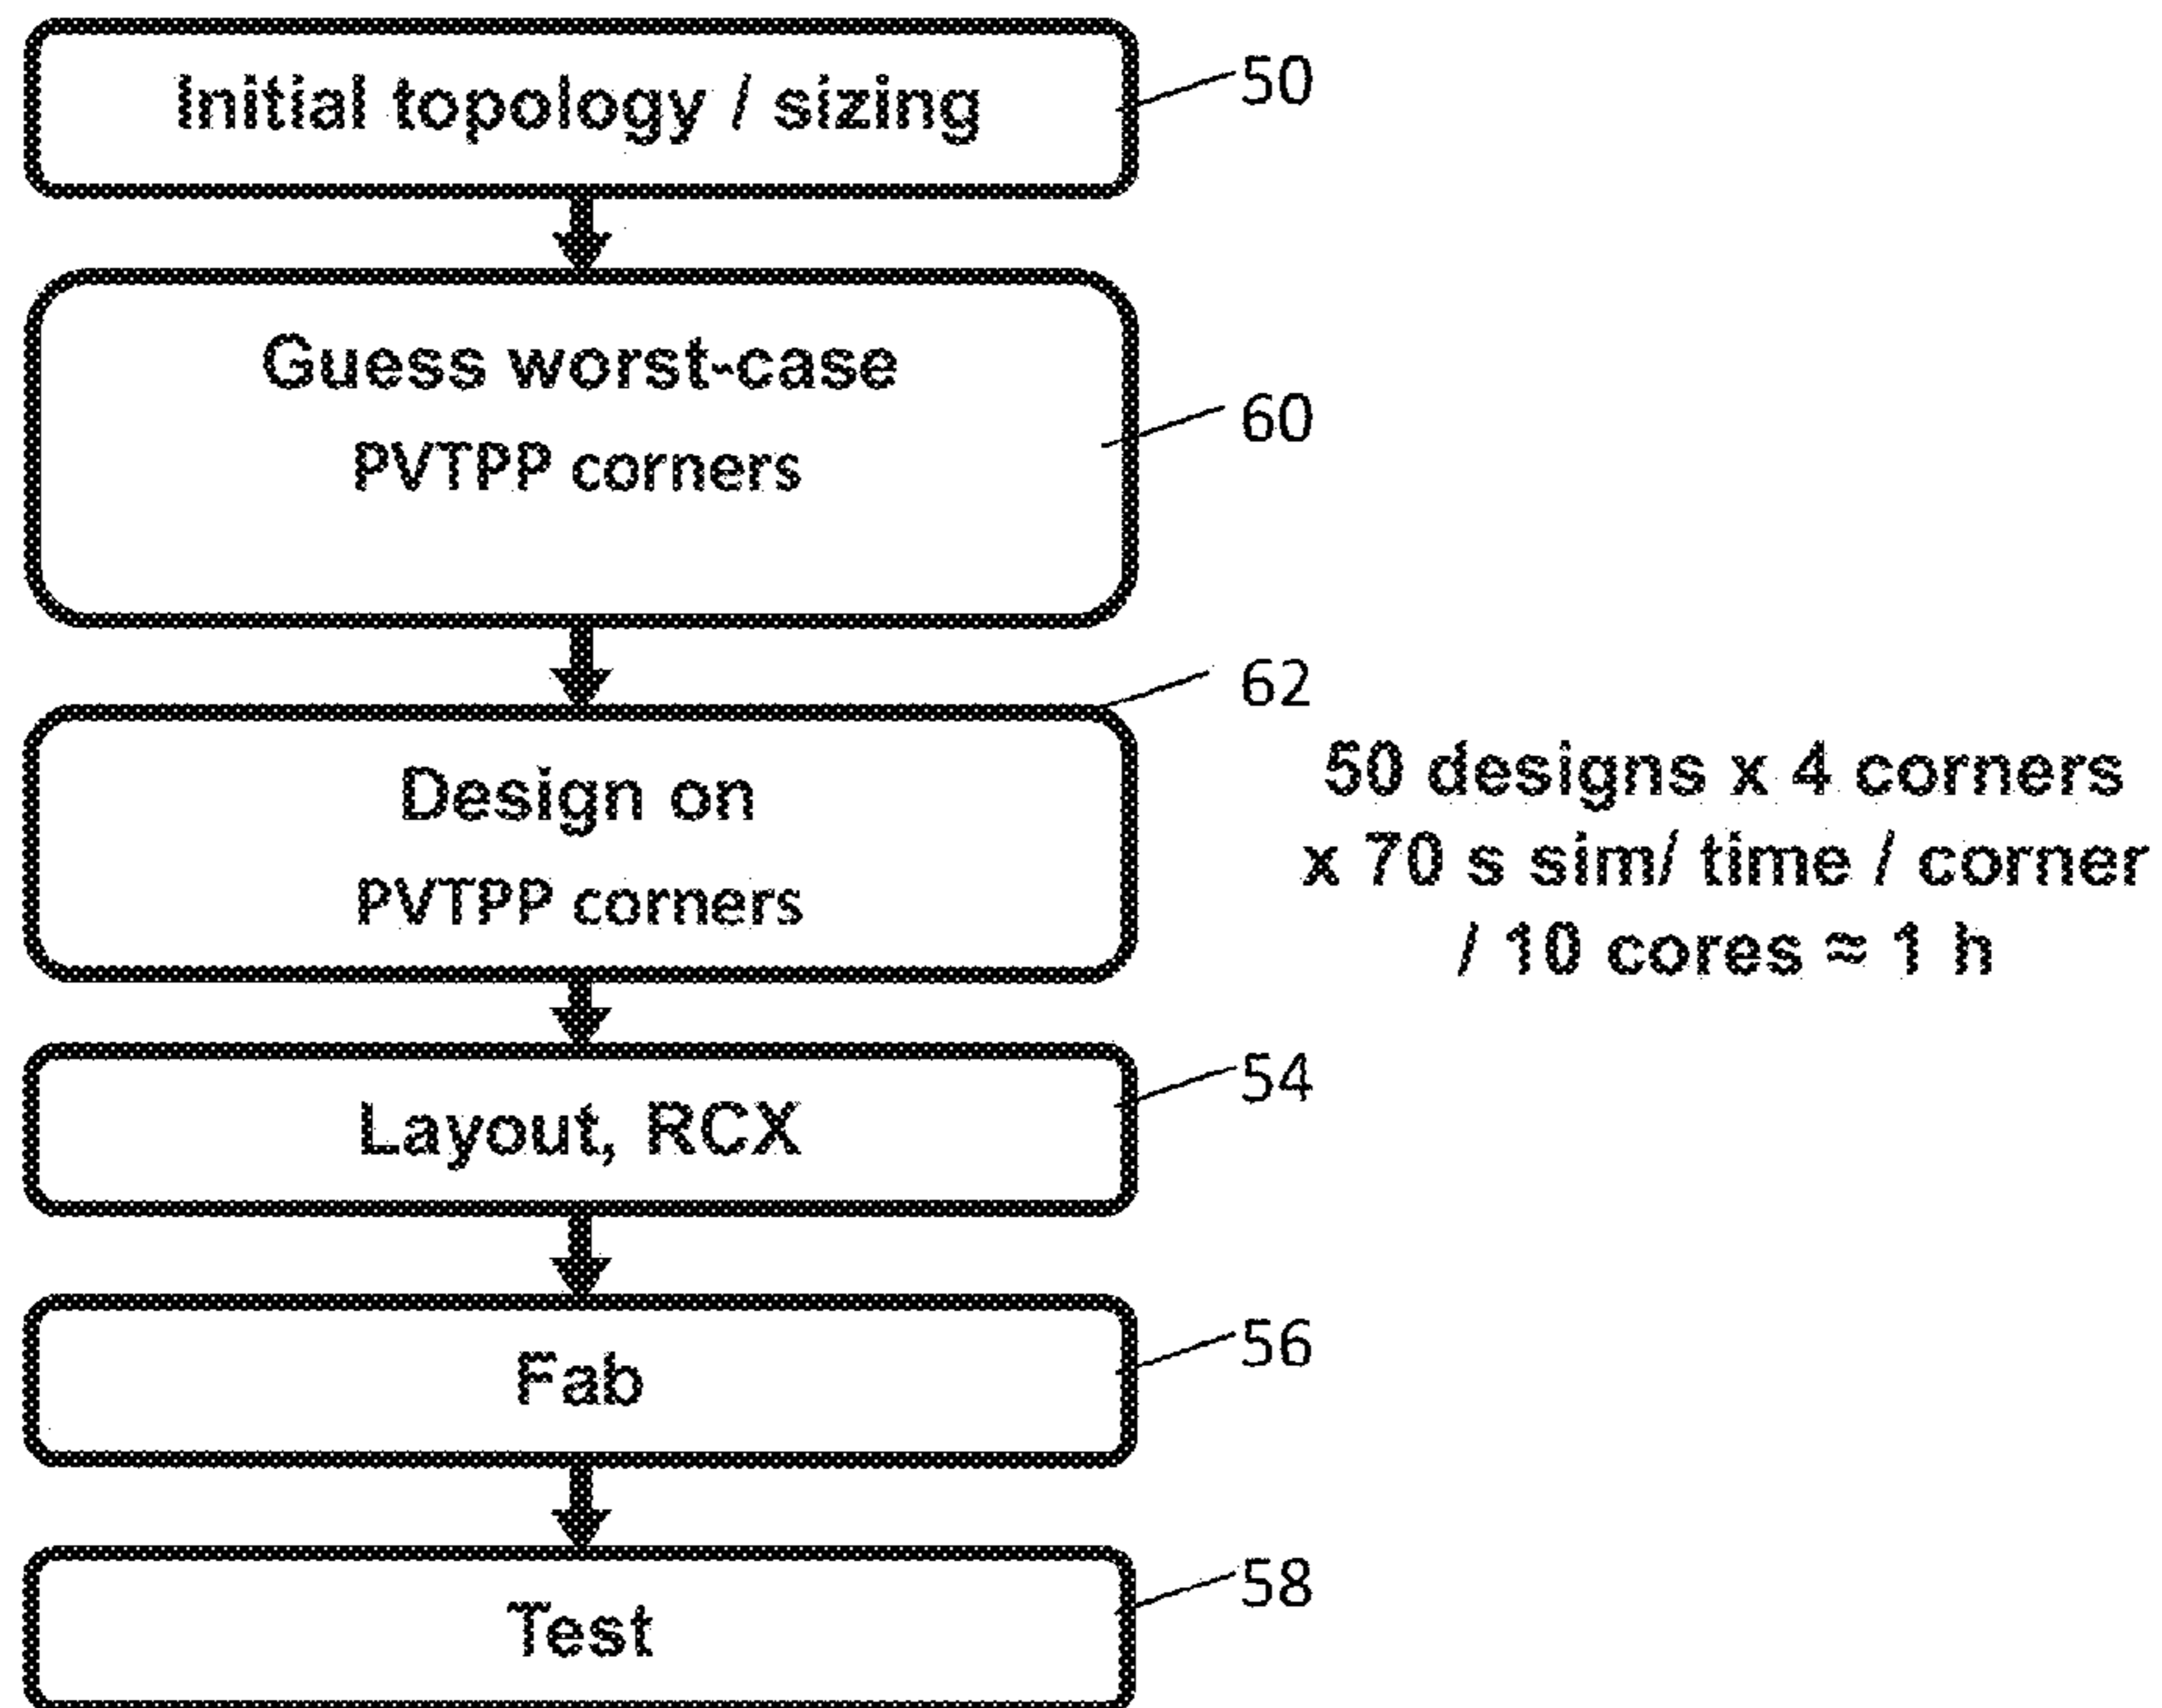 Initial topology / sizing
50
Guess worst-case
PVTPP corners
60
62
Design on
PVTPP corners
50 designs x 4 corners
x 70 s sim/ time / corner
/ 10 cores ≈ 1 h
Layout, RCX
54
Fab
56
Test
58